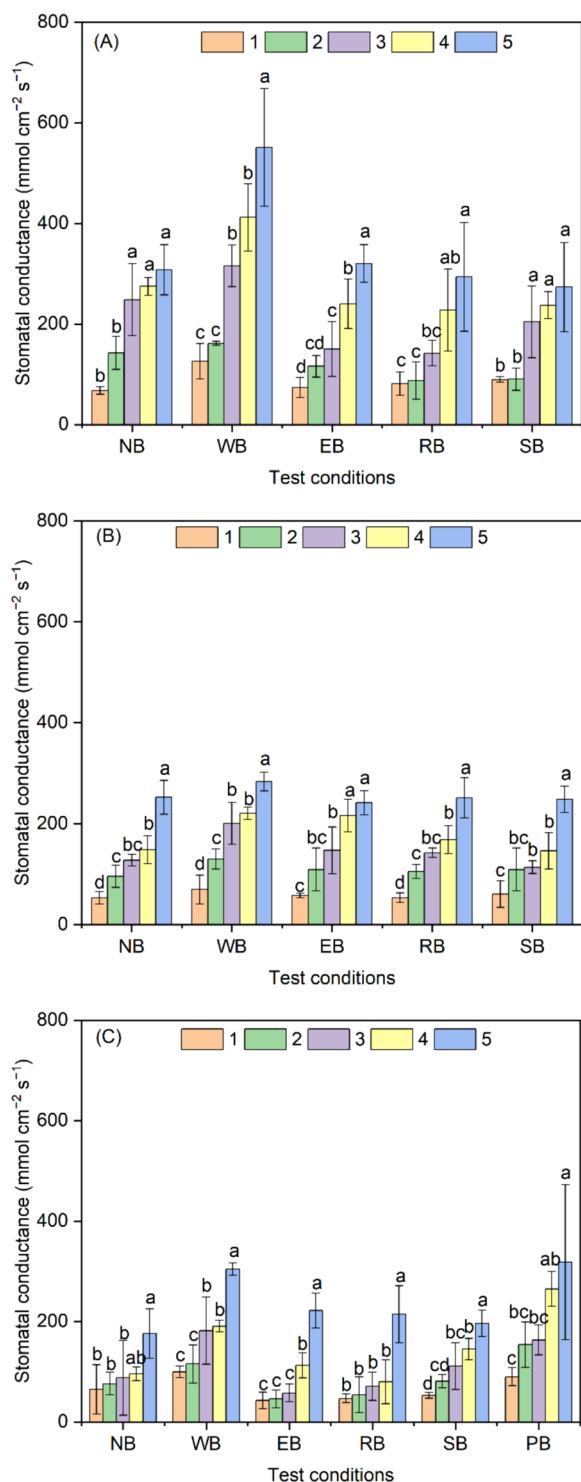 800
(A)
1 2 3 4 5
a
600
b
400
a a a b a a a
b ab a a
200
b c c cd c c c bc b b
b d
0
NB WB EB RB SB
Test conditions
Stomatal conductance (mmol cm⁻² s⁻¹)
800
(B)
1 2 3 4 5
600
400
a a a a a a
b b b b b b
200
c bc c bc c bc bc b
d d c d c
0
NB WB EB RB SB
Test conditions
Stomatal conductance (mmol cm⁻² s⁻¹)
800
(C)
1 2 3 4 5
600
400
a a a a a a
b b b ab bc bc
200
b b ab c c c c c b b b b b d cd bc b c
0
NB WB EB RB SB PB
Test conditions
Stomatal conductance (mmol cm⁻² s⁻¹)